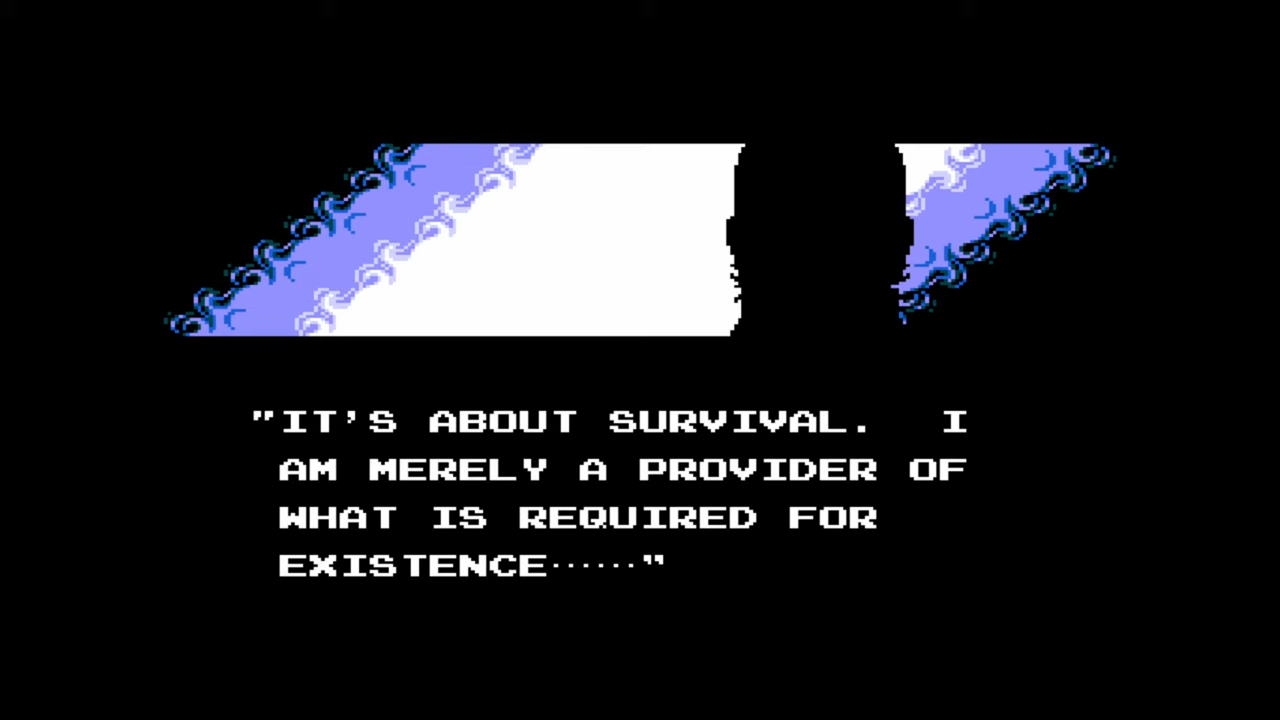 "IT'S ABOUT SURVIVAL. I
AM MERELY A PROVIDER OF
WHAT IS REQUIRED FOR
EXISTENCE······"